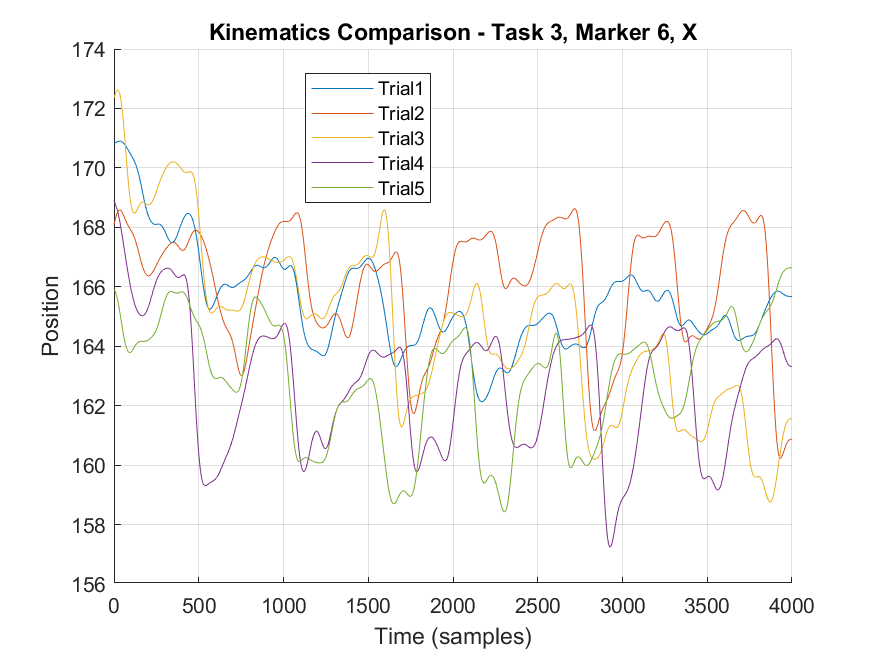 Kinematics Comparison - Task 3, Marker 6, X
174
172
170
168
166
164
162
160
158
156
Position
Trial1
Trial2
Trial3
Trial4
Trial5
0 500 1000 1500 2000 2500 3000 3500 4000
Time (samples)